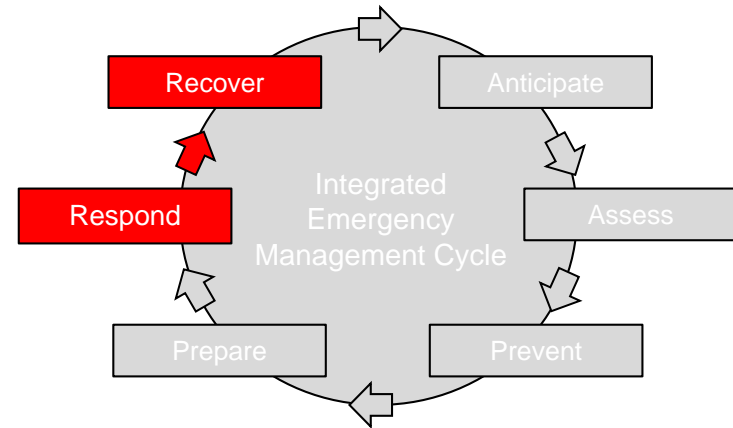 Recover
Anticipate
Integrated
Emergency
Management Cycle
Respond
Assess
Prepare
Prevent